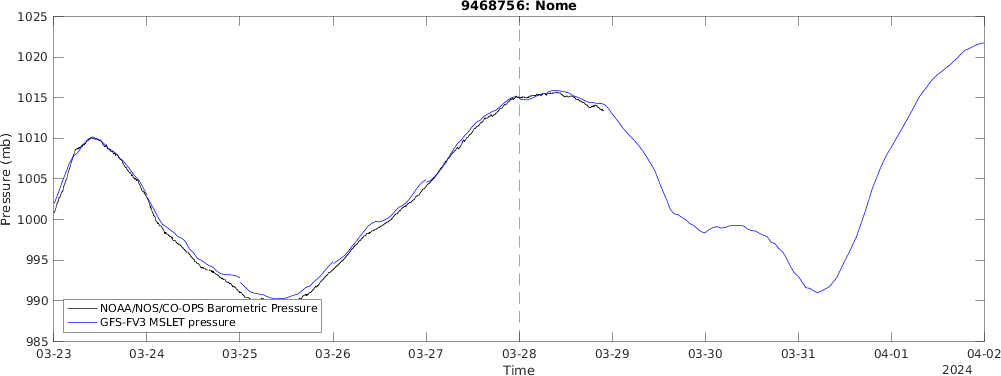 9468756: Nome
1025
1020
1015
1010
1005
1000
995
990
985
Pressure (mb)
NOAA/NOS/CO-OPS Barometric Pressure
GFS-FV3 MSLET pressure
03-23 03-24 03-25 03-26 03-27 03-28 03-29 03-30 03-31 04-01 04-02
Time
2024